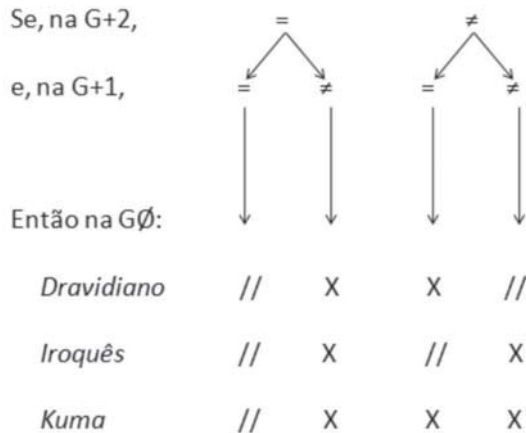 Se, na G+2, = ≠
e, na G+1, = ≠ = ≠
Então na GØ:
Dravidiano // X X //
Iroquês // X // X
Kuma // X X X